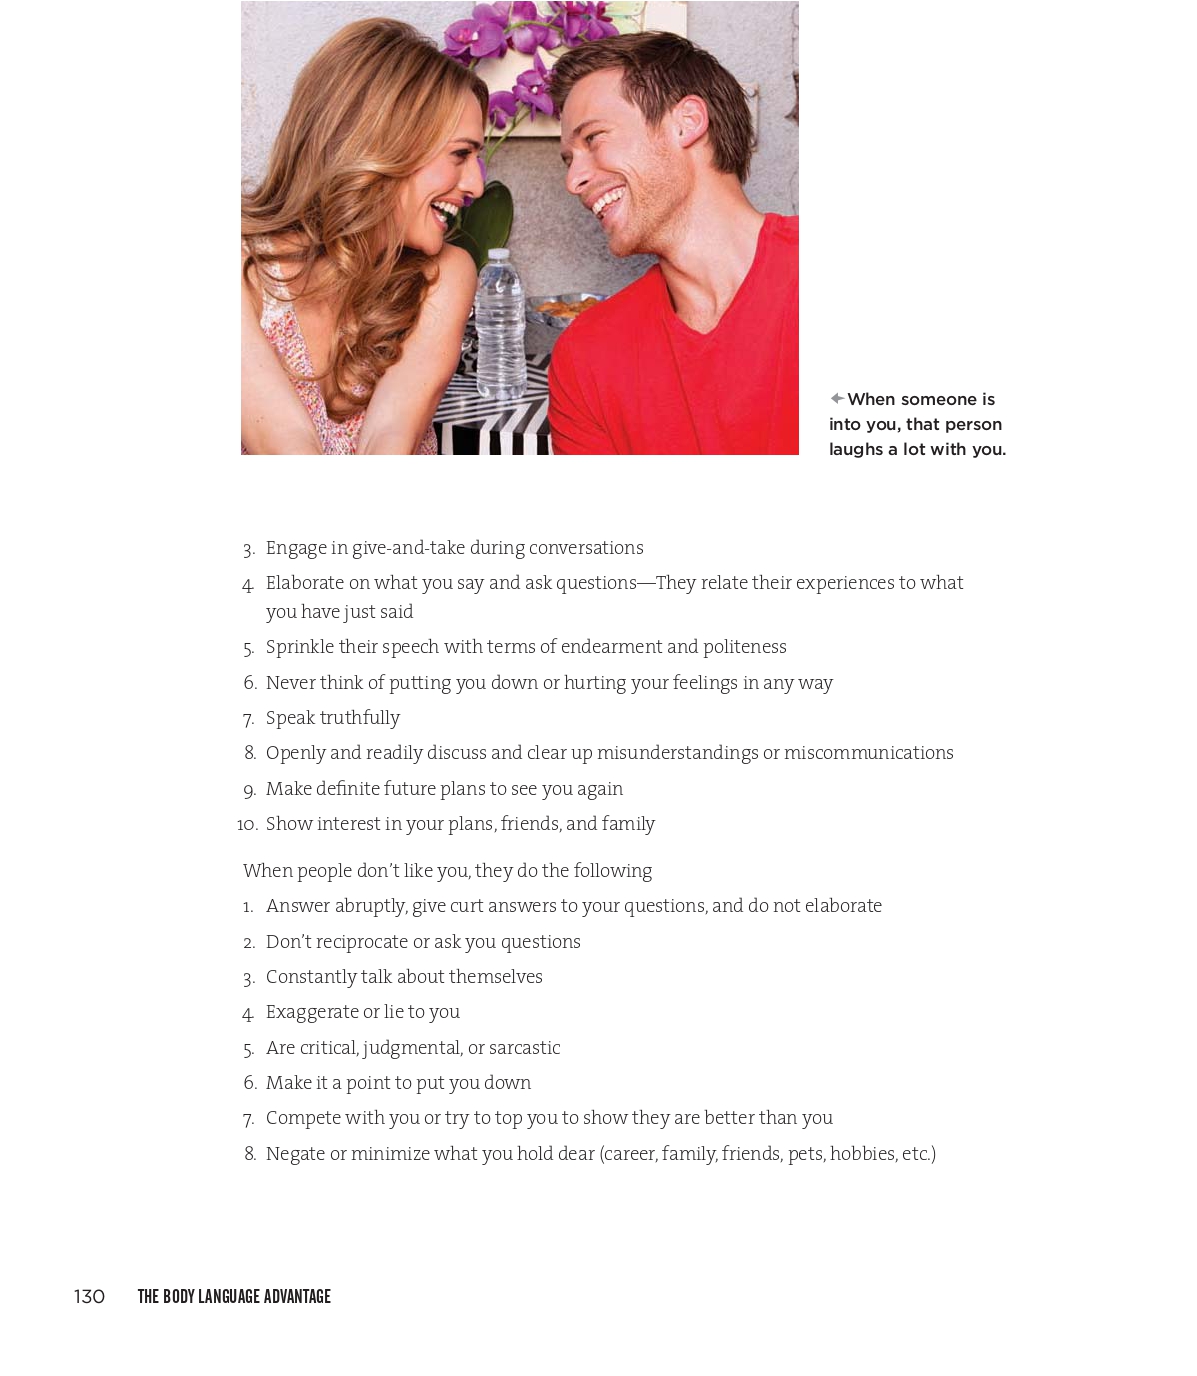 When someone is
into you, that person
laughs a lot with you.
3. Engage in give-and-take during conversations
4. Elaborate on what you say and ask questions—They relate their experiences to what
you have just said
5. Sprinkle their speech with terms of endearment and politeness
6. Never think of putting you down or hurting your feelings in any way
7. Speak truthfully
8. Openly and readily discuss and clear up misunderstandings or miscommunications
9. Make definite future plans to see you again
10. Show interest in your plans, friends, and family
When people don’t like you, they do the following
1. Answer abruptly, give curt answers to your questions, and do not elaborate
2. Don’t reciprocate or ask you questions
3. Constantly talk about themselves
4. Exaggerate or lie to you
5. Are critical, judgmental, or sarcastic
6. Make it a point to put you down
7. Compete with you or try to top you to show they are better than you
8. Negate or minimize what you hold dear (career, family, friends, pets, hobbies, etc.)
130 THE BODY LANGUAGE ADVANTAGE